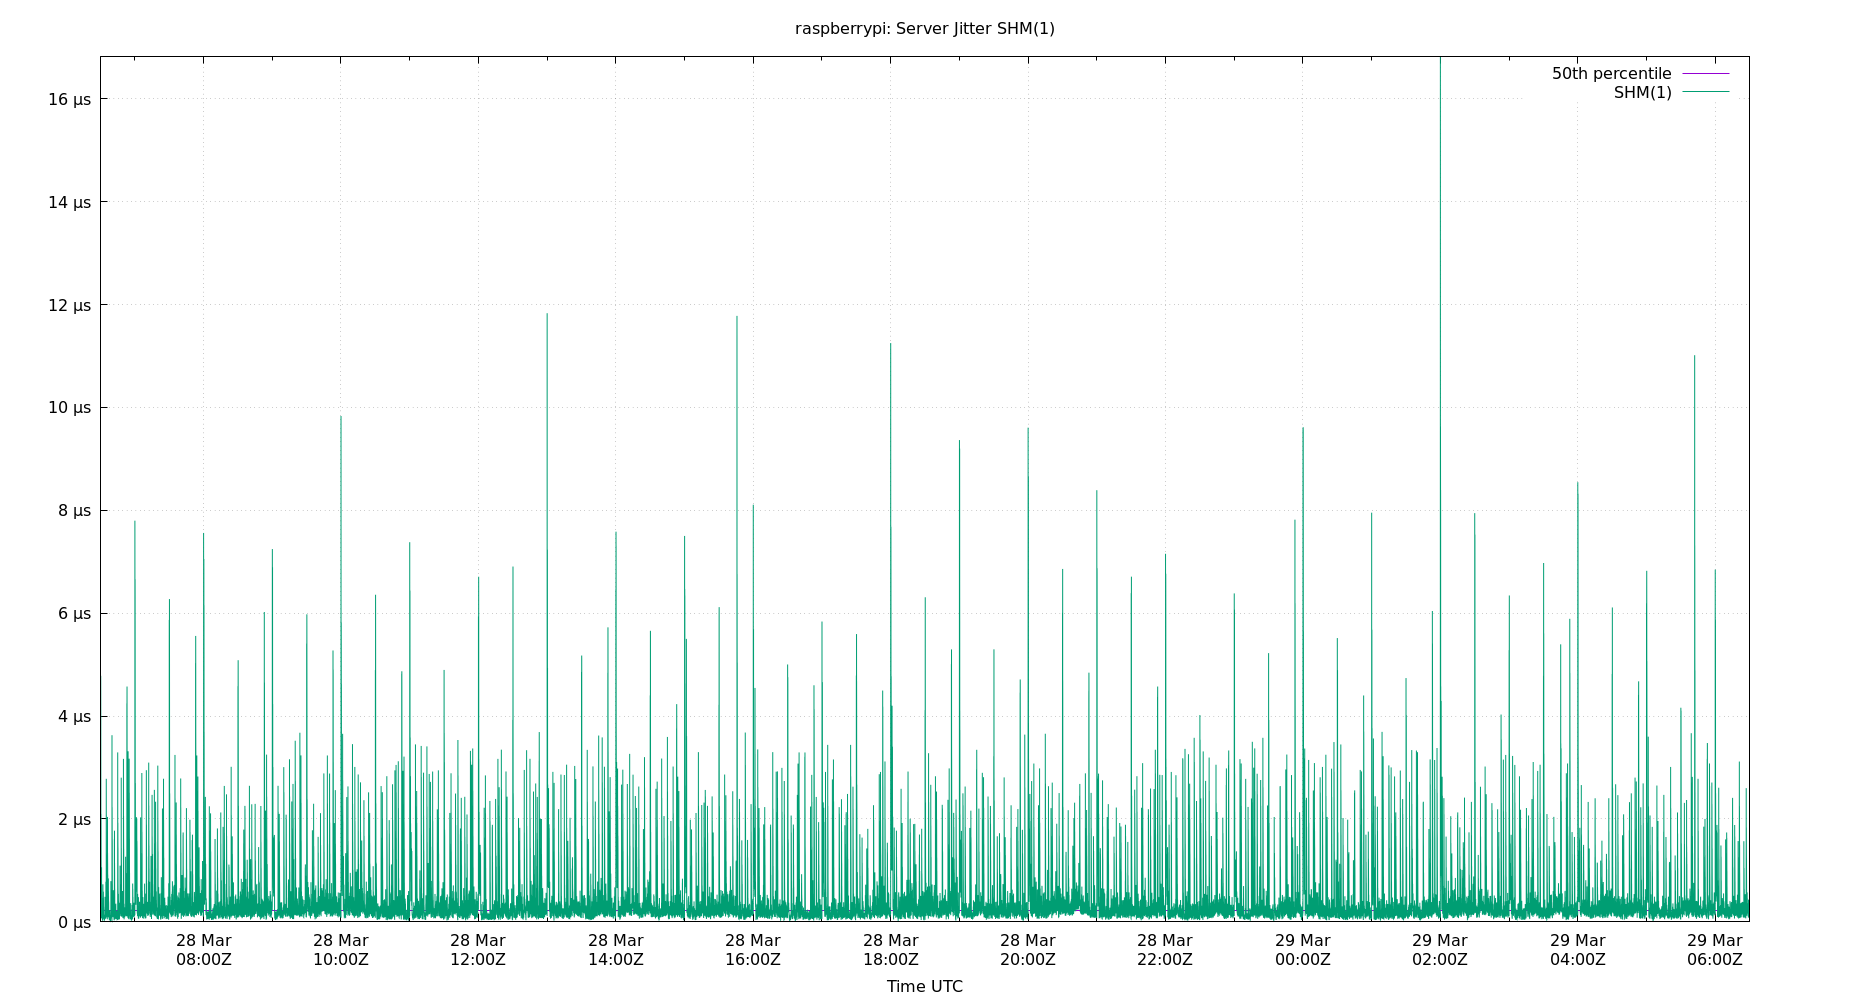 raspberrypi: Server Jitter SHM(1)
50th percentile
SHM(1)
16 µs
14 µs
12 µs
10 µs
8 µs
6 µs
4 µs
2 µs
0 µs
28 Mar 28 Mar 28 Mar 28 Mar 28 Mar 28 Mar 28 Mar 28 Mar 29 Mar 29 Mar 29 Mar 29 Mar
08:00Z 10:00Z 12:00Z 14:00Z 16:00Z 18:00Z 20:00Z 22:00Z 00:00Z 02:00Z 04:00Z 06:00Z
Time UTC